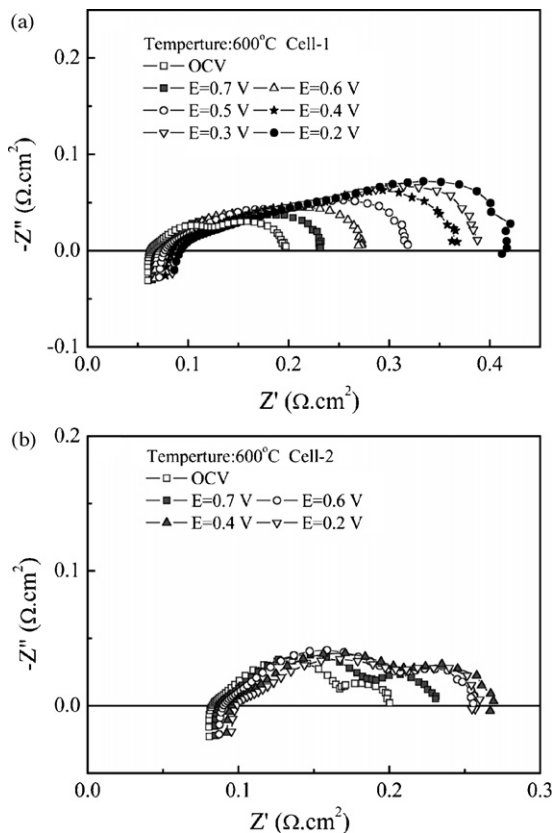 (a)
0.2
0.1
0.0
-0.1
-Z" (Ω.cm²)
Temperture:600°C Cell-1
OCV
E=0.7 V E=0.6 V
E=0.5 V E=0.4 V
E=0.3 V E=0.2 V
0.0 0.1 0.2 0.3 0.4
Z' (Ω.cm²)
(b)
0.2
0.1
0.0
-Z" (Ω.cm²)
Temperture:600°C Cell-2
OCV
E=0.7 V E=0.6 V
E=0.4 V E=0.2 V
0.0 0.1 0.2 0.3
Z' (Ω.cm²)